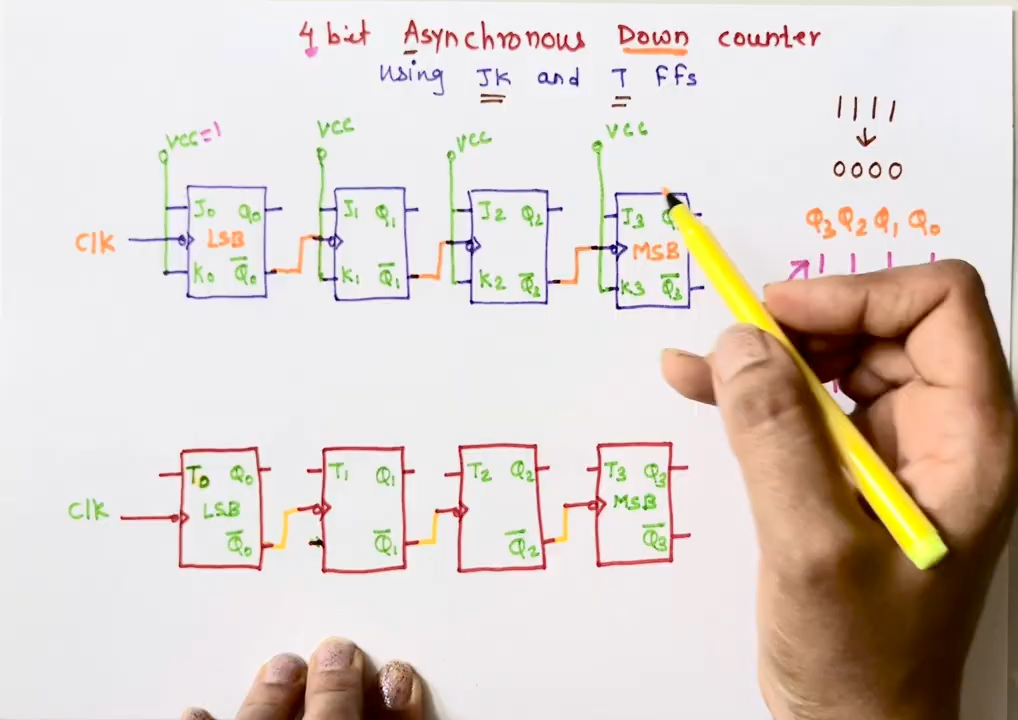 4 bit Asynchronous Down counter
using JK and T FFs
VCC=1 VCC VCC VCC
1111
0000
J0 Q0 J1 Q1 J2 Q2 J3
Q3 Q2 Q1 Q0
Clk LSB MSB
K0 Q̅0 K1 Q̅1 K2 Q̅3 K3 Q̅3
T0 Q0 T1 Q1 T2 Q2 T3 Q3
Clk LSB MSB
Q̅0 Q̅1 Q̅2 Q̅3